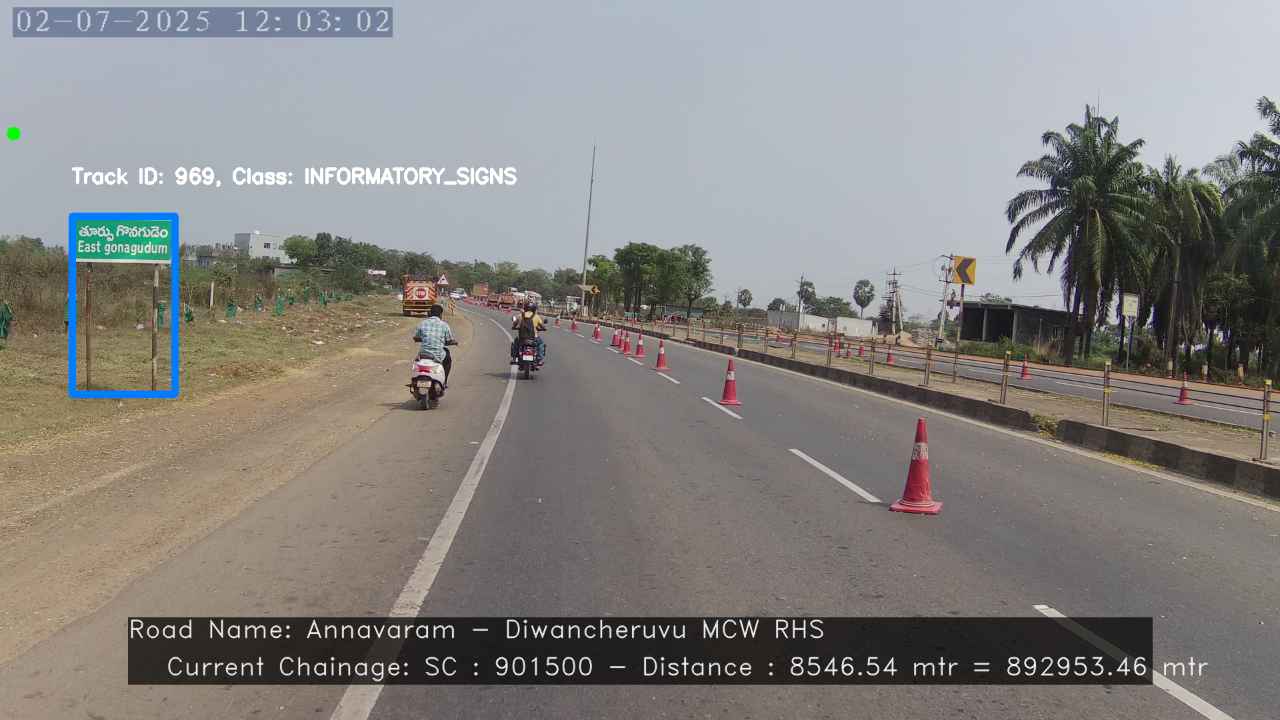 02-07-2025 12:03:02
Track ID: 969, Class: INFORMATORY_SIGNS
తూర్పు గొనగుడెం
East gonagudum
Road Name: Annavaram - Diwancheruvu MCW RHS
Current Chainage: SC : 901500 - Distance : 8546.54 mtr = 892953.46 mtr